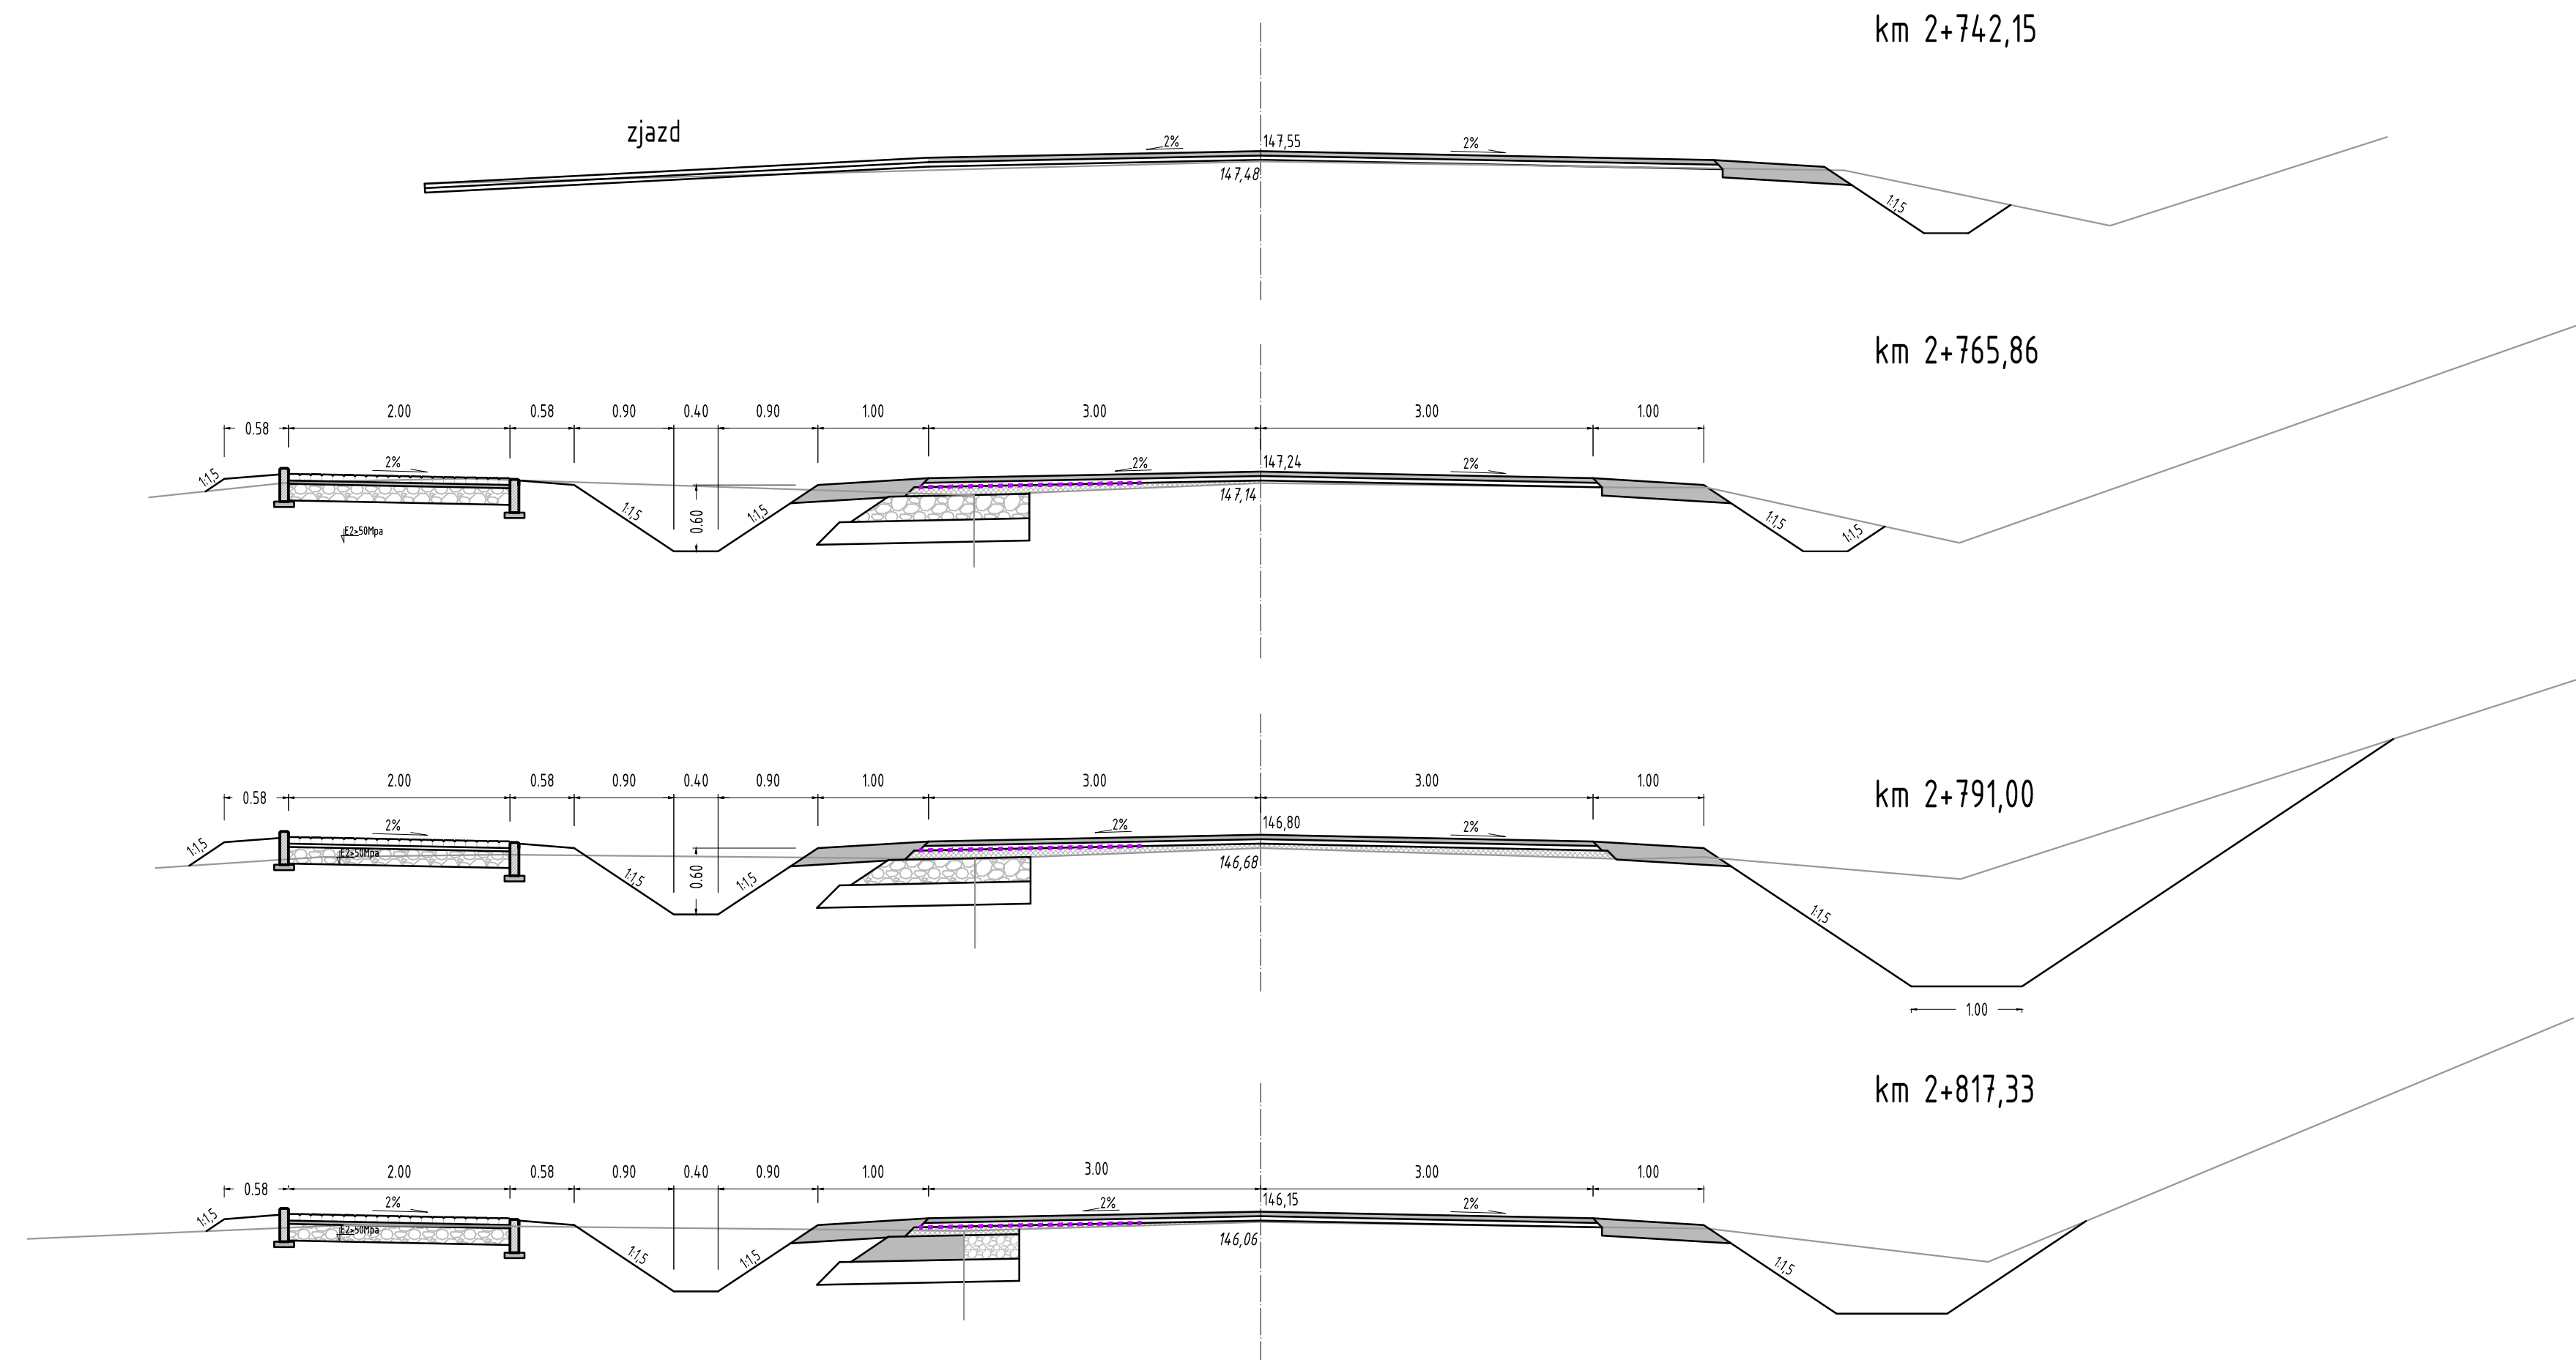 km 2+742,15
zjazd
2% 147,55 2%
147,48
1:1,5
km 2+765,86
0.58 2.00 0.58 0.90 0.40 0.90 1.00 3.00 3.00 1.00
1:1,5 2% 2% 147,24 2%
147,14
1:1,5 0.60 1:1,5 1:1,5 1:1,5
E2≥50Mpa
km 2+791,00
0.58 2.00 0.58 0.90 0.40 0.90 1.00 3.00 3.00 1.00
1:1,5 2% 2% 146,80 2%
E2≥50Mpa 146,68
1:1,5 0.60 1:1,5 1:1,5
1.00
km 2+817,33
0.58 2.00 0.58 0.90 0.40 0.90 1.00 3.00 3.00 1.00
1:1,5 2% 2% 146,15 2%
E2≥50Mpa 146,06
1:1,5 1:1,5 1:1,5